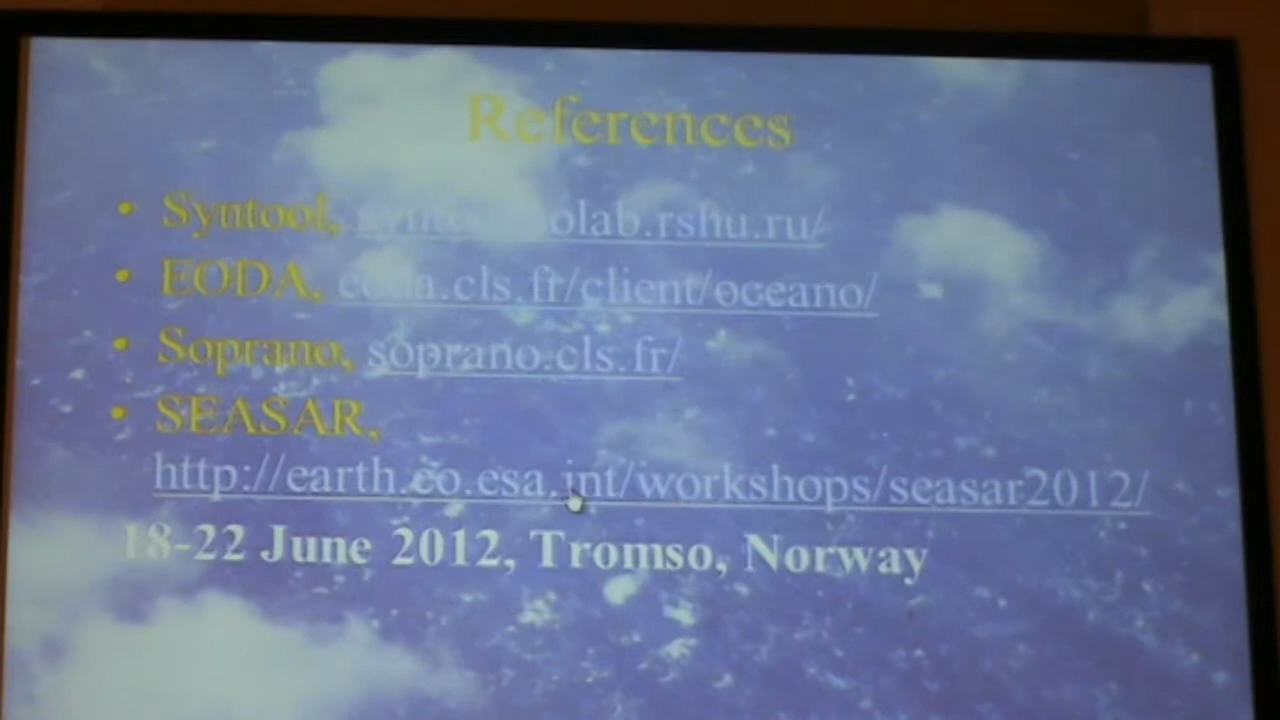 References
• Syntool, olab.rshu.ru/
• EODA, eoda.cls.fr/client/oceano/
• Soprano, soprano.cls.fr/
• SEASAR,
http://earth.eo.esa.int/workshops/seasar2012/
18-22 June 2012, Tromso, Norway